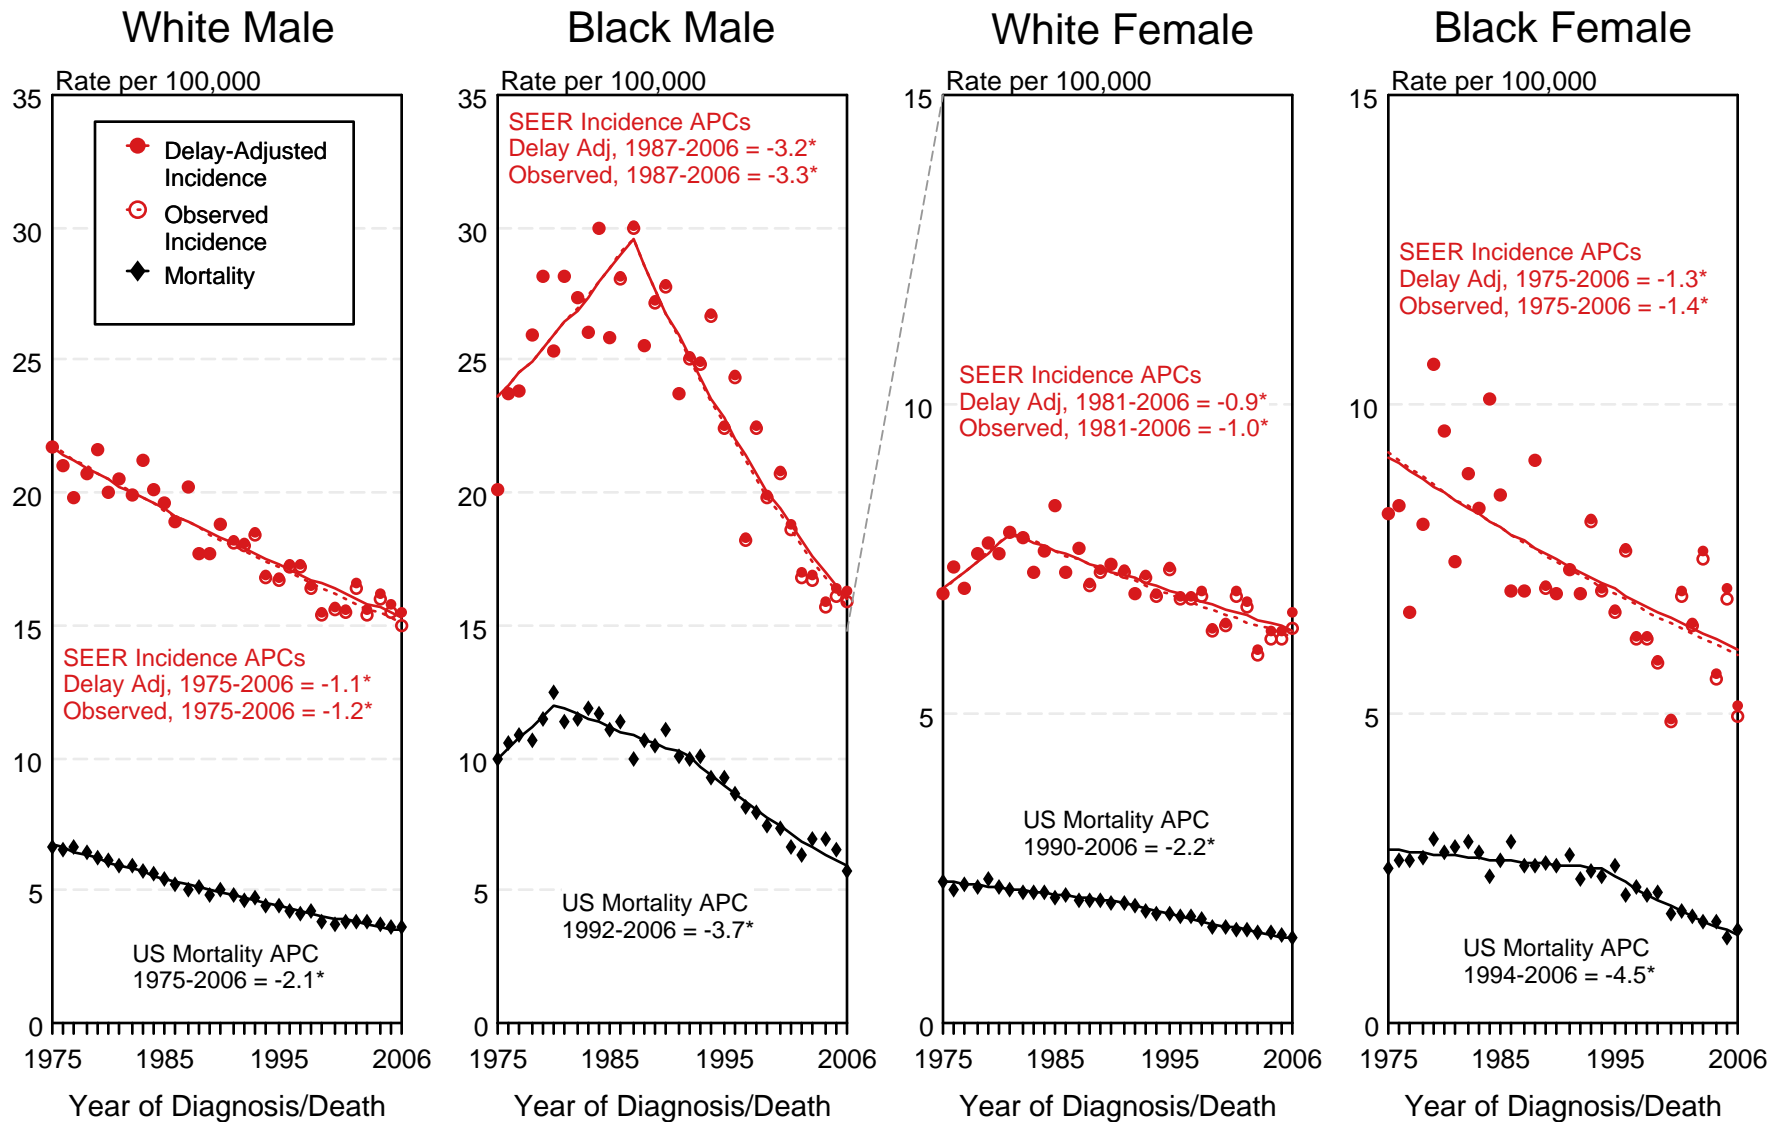 White Male
Black Male
White Female
Black Female
Rate per 100,000
35
30
25
20
15
10
5
0
Delay-Adjusted
Incidence
Observed
Incidence
Mortality
SEER Incidence APCs
Delay Adj, 1975-2006 = -1.1*
Observed, 1975-2006 = -1.2*
US Mortality APC
1975-2006 = -2.1*
1975 1985 1995 2006
Year of Diagnosis/Death
Rate per 100,000
35
30
25
20
15
10
5
0
SEER Incidence APCs
Delay Adj, 1987-2006 = -3.2*
Observed, 1987-2006 = -3.3*
US Mortality APC
1992-2006 = -3.7*
1975 1985 1995 2006
Year of Diagnosis/Death
Rate per 100,000
15
10
5
0
SEER Incidence APCs
Delay Adj, 1981-2006 = -0.9*
Observed, 1981-2006 = -1.0*
US Mortality APC
1990-2006 = -2.2*
1975 1985 1995 2006
Year of Diagnosis/Death
Rate per 100,000
15
10
5
0
SEER Incidence APCs
Delay Adj, 1975-2006 = -1.3*
Observed, 1975-2006 = -1.4*
US Mortality APC
1994-2006 = -4.5*
1975 1985 1995 2006
Year of Diagnosis/Death